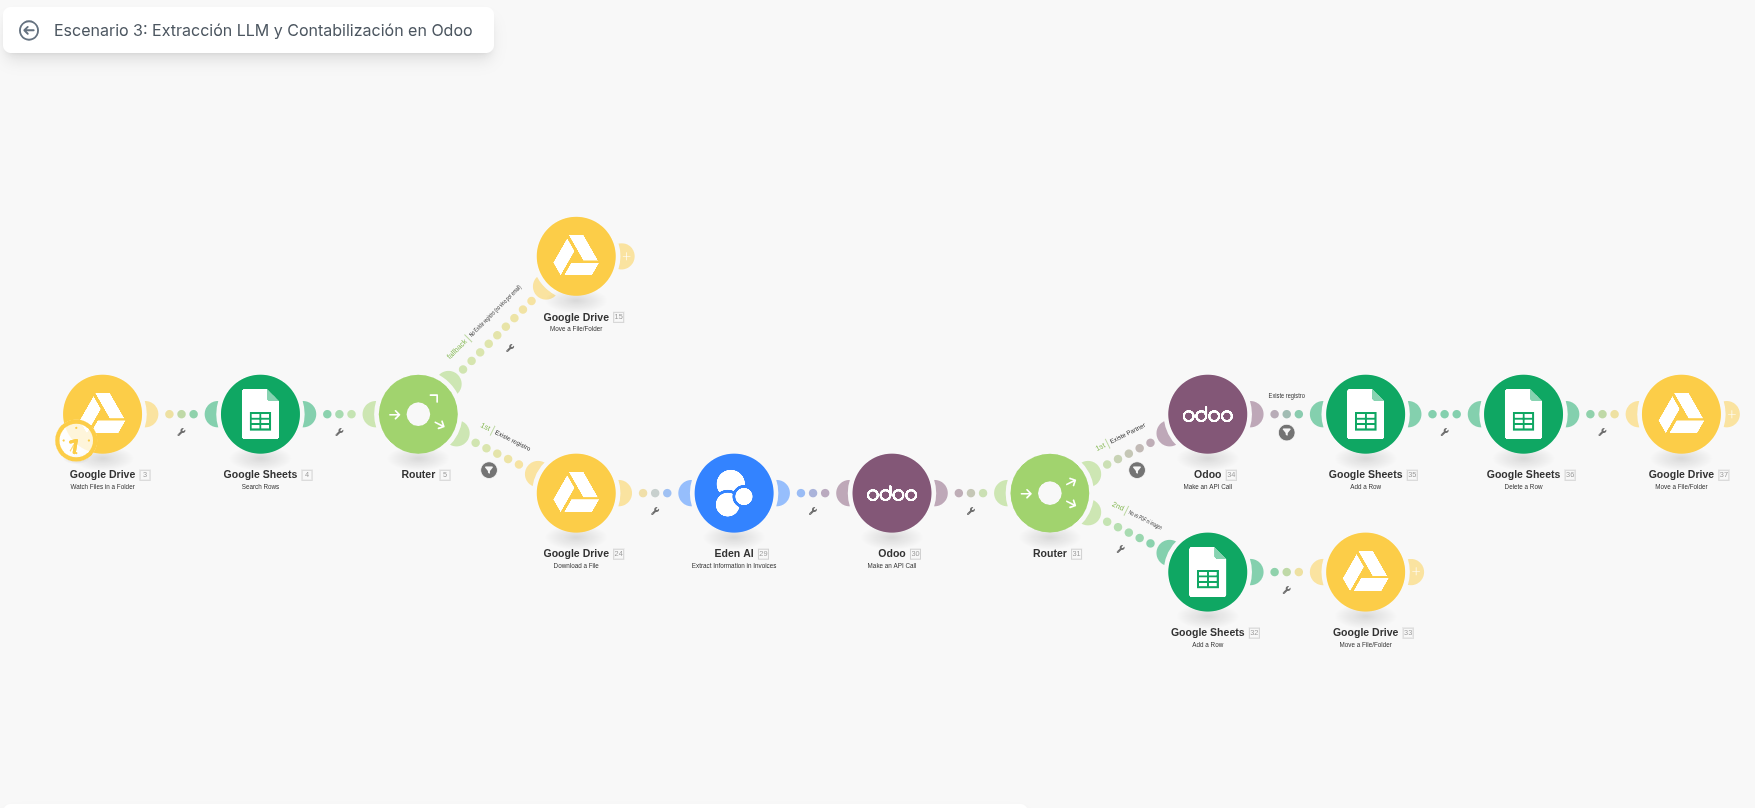 Escenario 3: Extracción LLM y Contabilización en Odoo
Google Drive 15
Move a File/Folder
fallback
Google Drive 3
Watch Files in a Folder
Google Sheets 4
Search Rows
Router 5
1st Existe registro
Google Drive 24
Download a File
Eden AI 29
Extract Information in Invoices
odoo
Odoo 30
Make an API Call
Router 31
1st Existe Partner
odoo
Odoo 34
Make an API Call
Existe registro
Google Sheets 35
Add a Row
Google Sheets 36
Delete a Row
Google Drive 37
Move a File/Folder
2nd
Google Sheets 32
Add a Row
Google Drive 33
Move a File/Folder